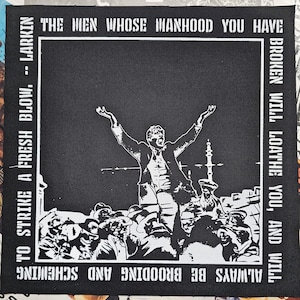 THE MEN WHOSE MANHOOD YOU HAVE
BROKEN WILL LOATHE YOU, AND WILL
ALWAYS BE BROODING AND SCHEMING
TO STRIKE A FRESH BLOW. -- LARKIN